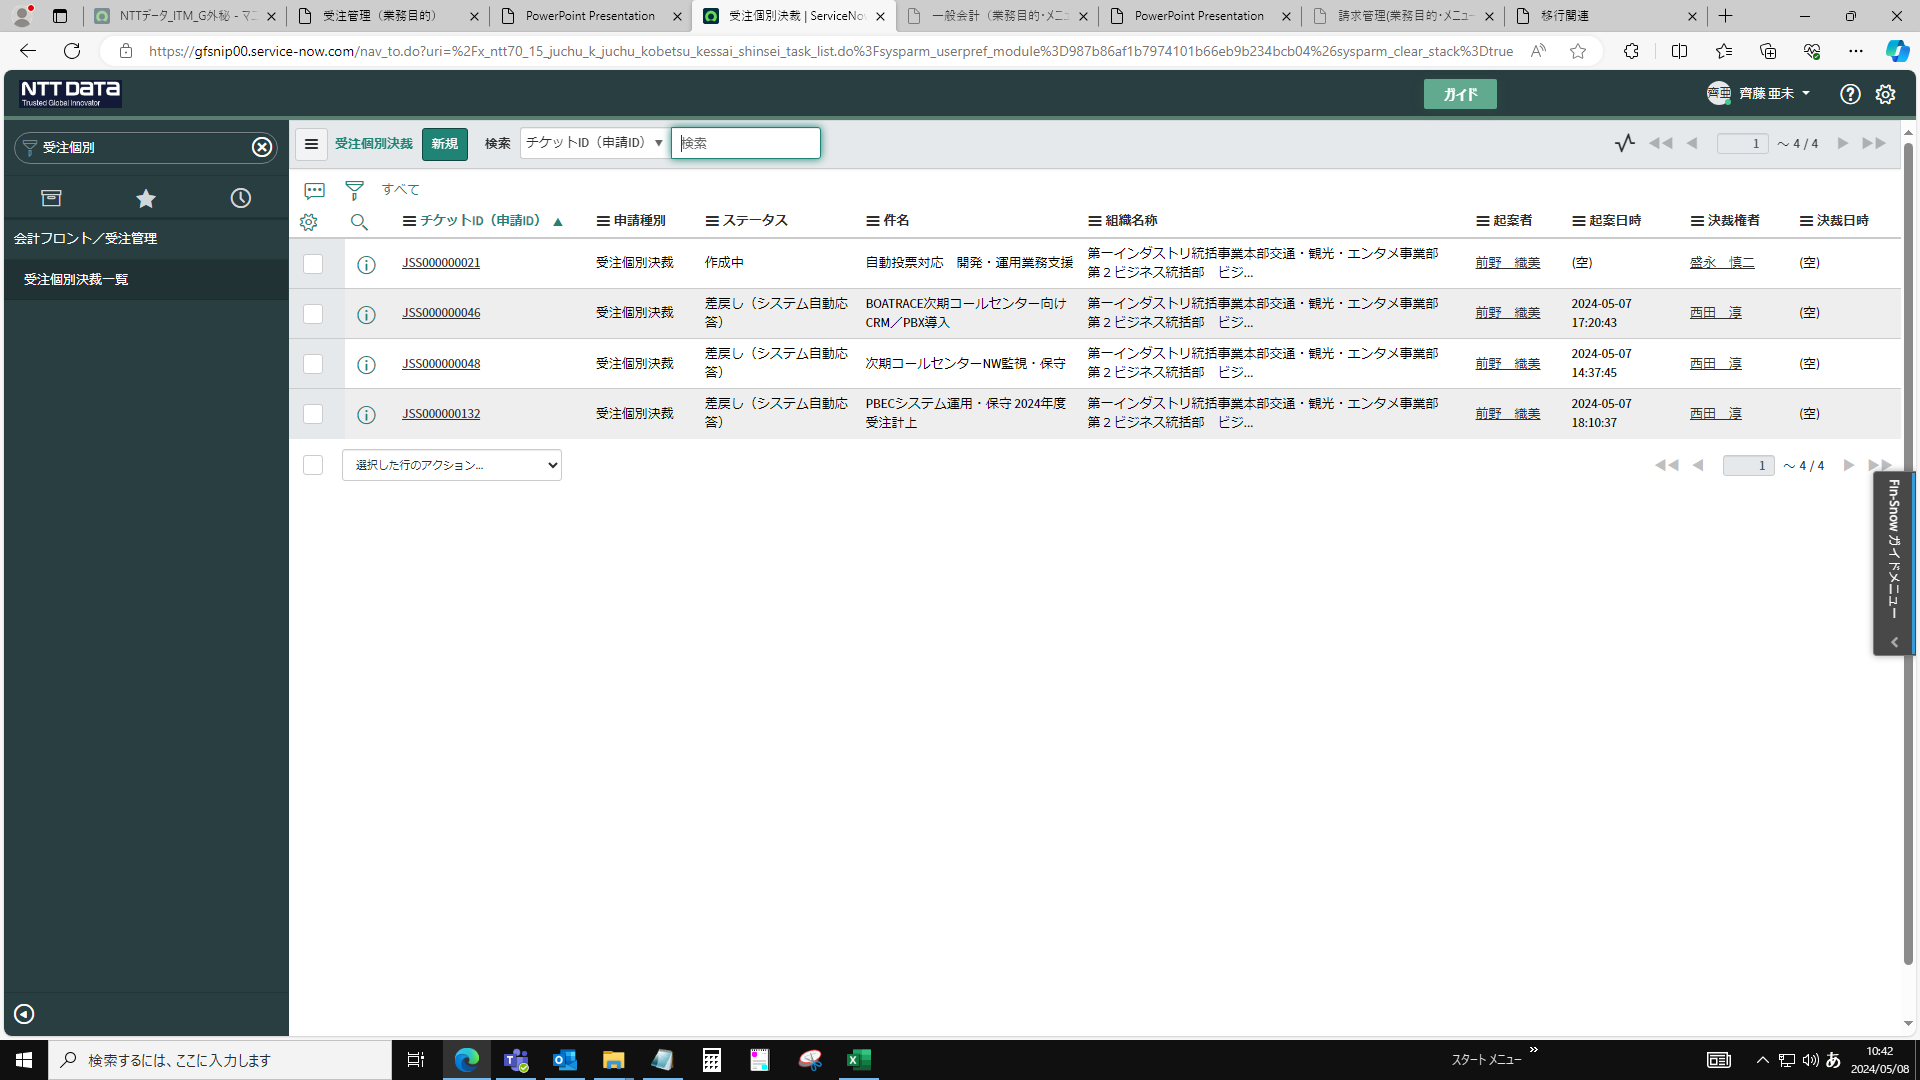 NTTデータ_ITM_G外秘 - マニ
受注管理（業務目的）
PowerPoint Presentation
受注個別決裁 | ServiceNo
一般会計（業務目的･メニュ
PowerPoint Presentation
請求管理(業務目的･メニュー
移行関連
https://gfsnip00.service-now.com/nav_to.do?uri=%2Fx_ntt70_15_juchu_k_juchu_kobetsu_kessai_shinsei_task_list.do%3Fsysparm_userpref_module%3D987b86af1b7974101b66eb9b234bcb04%26sysparm_clear_stack%3Dtrue
NTT DATA
Trusted Global Innovator
ガイド
齊亜 齊藤 亜未
受注個別
受注個別決裁 新規 検索 チケットID（申請ID） 検索 1 ～ 4 / 4
すべて
会計フロント／受注管理
受注個別決裁一覧
チケットID（申請ID） 申請種別 ステータス 件名 組織名称 起案者 起案日時 決裁権者 決裁日時
JSS000000021 受注個別決裁 作成中 自動投票対応　開発・運用業務支援 第一インダストリ統括事業本部交通・観光・エンタメ事業部 前野　織美 (空) 盛永　慎二 (空)
第２ビジネス統括部　ビジ...
JSS000000046 受注個別決裁 差戻し（システム自動応 BOATRACE次期コールセンター向け 第一インダストリ統括事業本部交通・観光・エンタメ事業部 前野　織美 2024-05-07 西田　淳 (空)
答） CRM／PBX導入 第２ビジネス統括部　ビジ... 17:20:43
JSS000000048 受注個別決裁 差戻し（システム自動応 次期コールセンターNW監視・保守 第一インダストリ統括事業本部交通・観光・エンタメ事業部 前野　織美 2024-05-07 西田　淳 (空)
答） 第２ビジネス統括部　ビジ... 14:37:45
JSS000000132 受注個別決裁 差戻し（システム自動応 PBECシステム運用・保守 2024年度 第一インダストリ統括事業本部交通・観光・エンタメ事業部 前野　織美 2024-05-07 西田　淳 (空)
答） 受注計上 第２ビジネス統括部　ビジ... 18:10:37
選択した行のアクション... 1 ～ 4 / 4
Fin-Snow ガイドメニュー
検索するには、ここに入力します
スタート メニュー
あ
10:42
2024/05/08